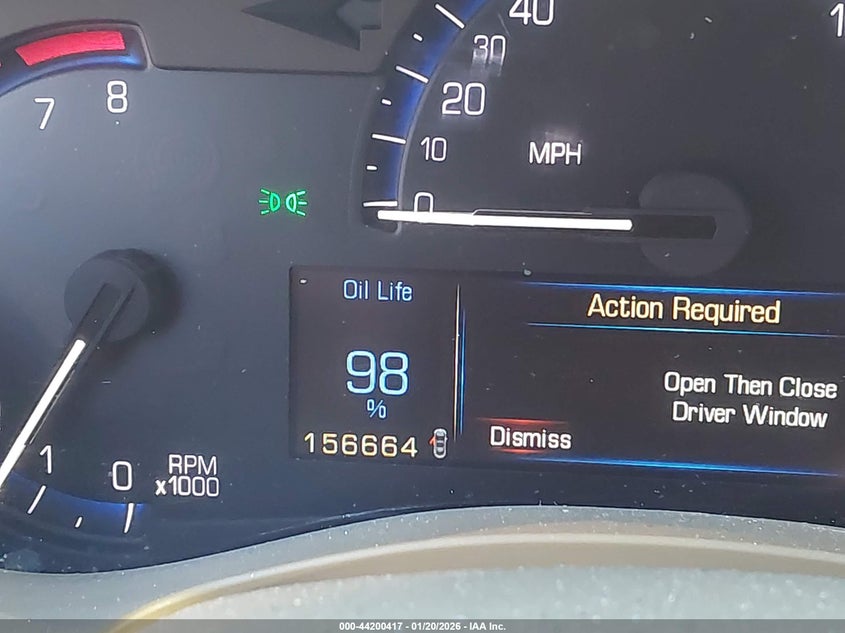 40
30
20
10
0
MPH
7
8
Oil Life
98
%
156664
Action Required
Open Then Close
Driver Window
Dismiss
1
0
RPM
x1000
000-44200417 - 01/20/2026 - IAA Inc.